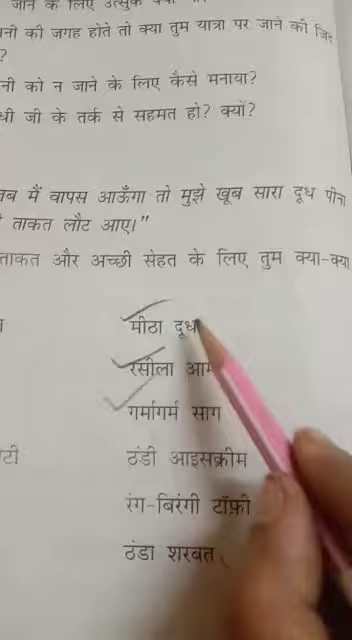 जाने के लिए उत्सुक
की जगह होते तो क्या तुम यात्रा पर जाने की
?
को न जाने के लिए कैसे मनाया?
जी के तर्क से सहमत हो? क्यों?
मैं वापस आऊँगा तो मुझे खूब सारा दूध पीना
ताकत लौट आए।”
ताकत और अच्छी सेहत के लिए तुम क्या-क्या
मीठा दूध
रसीला आम
गर्मागर्म साग
ठंडी आइसक्रीम
रंग-बिरंगी टॉफ़ी
ठंडा शरबत